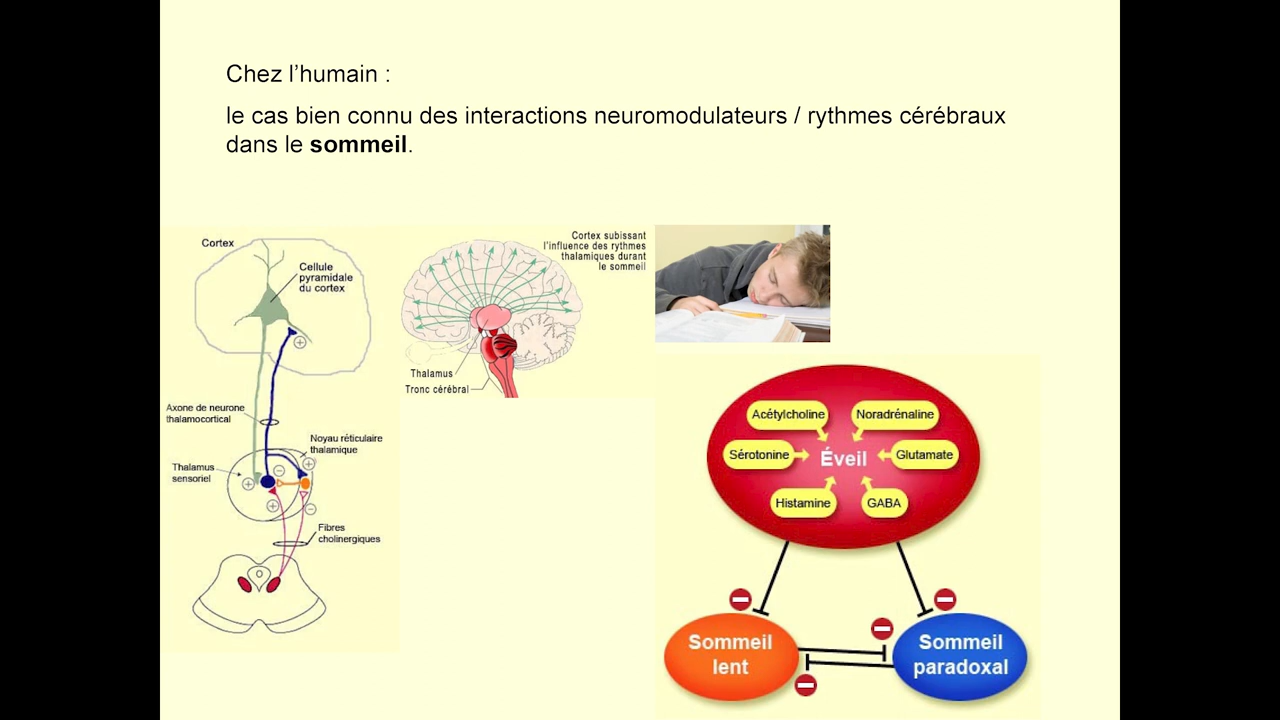 Chez l’humain :
le cas bien connu des interactions neuromodulateurs / rythmes cérébraux
dans le sommeil.
Cortex
Cellule
pyramidale
du cortex
Axone de neurone
thalamocortical
Noyau réticulaire
thalamique
Thalamus
sensoriel
Fibres
cholinergiques
Cortex subissant
l'influence des rythmes
thalamiques durant
le sommeil
Thalamus
Tronc cérébral
Acétylcholine
Noradrénaline
Sérotonine
Éveil
Glutamate
Histamine
GABA
Sommeil
lent
Sommeil
paradoxal